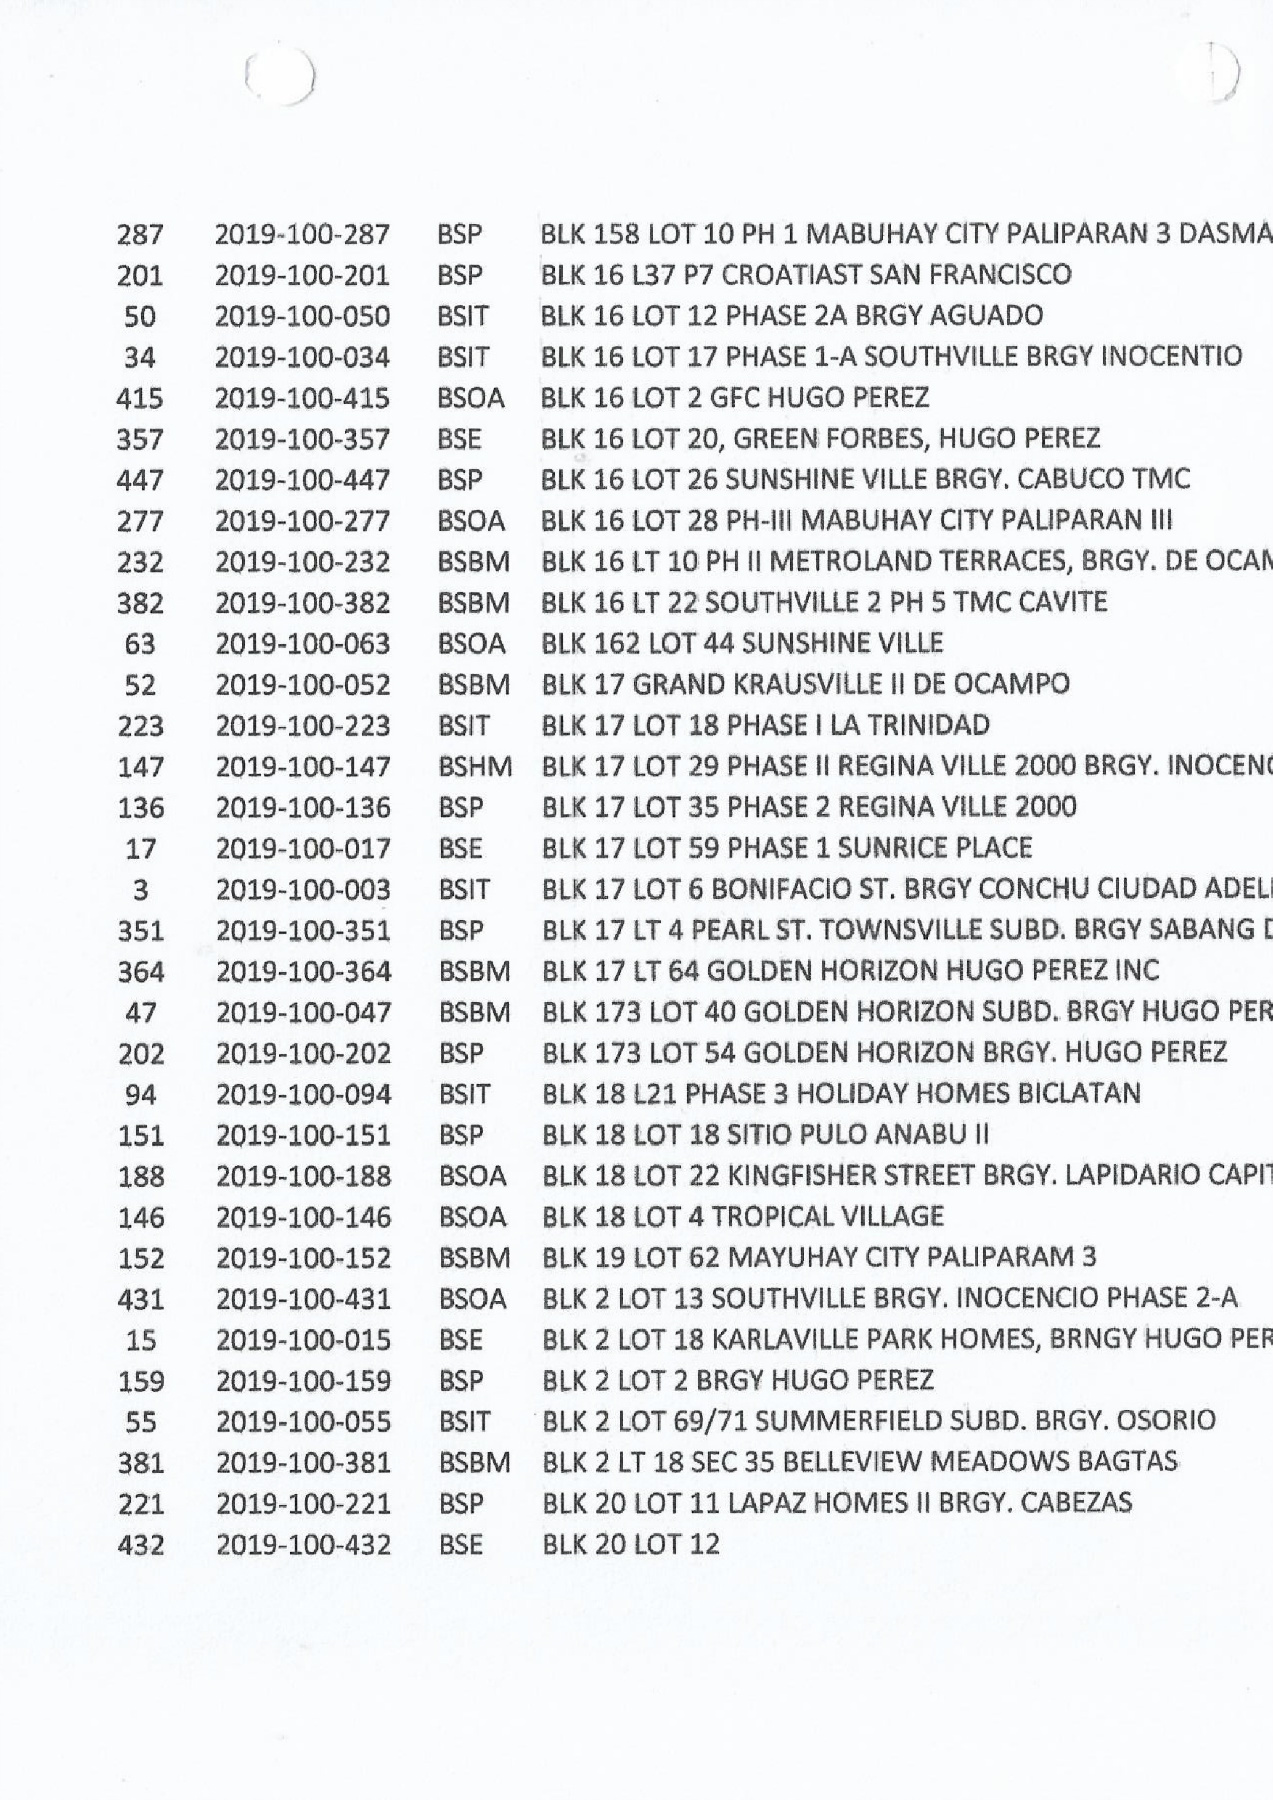 287 2019-100-287 BSP BLK 158 LOT 10 PH 1 MABUHAY CITY PALIPARAN 3 DASMA
201 2019-100-201 BSP BLK 16 L37 P7 CROATIAST SAN FRANCISCO
50 2019-100-050 BSIT BLK 16 LOT 12 PHASE 2A BRGY AGUADO
34 2019-100-034 BSIT BLK 16 LOT 17 PHASE 1-A SOUTHVILLE BRGY INOCENTIO
415 2019-100-415 BSOA BLK 16 LOT 2 GFC HUGO PEREZ
357 2019-100-357 BSE BLK 16 LOT 20, GREEN FORBES, HUGO PEREZ
447 2019-100-447 BSP BLK 16 LOT 26 SUNSHINE VILLE BRGY. CABUCO TMC
277 2019-100-277 BSOA BLK 16 LOT 28 PH-III MABUHAY CITY PALIPARAN III
232 2019-100-232 BSBM BLK 16 LT 10 PH II METROLAND TERRACES, BRGY. DE OCAM
382 2019-100-382 BSBM BLK 16 LT 22 SOUTHVILLE 2 PH 5 TMC CAVITE
63 2019-100-063 BSOA BLK 162 LOT 44 SUNSHINE VILLE
52 2019-100-052 BSBM BLK 17 GRAND KRAUSVILLE II DE OCAMPO
223 2019-100-223 BSIT BLK 17 LOT 18 PHASE I LA TRINIDAD
147 2019-100-147 BSHM BLK 17 LOT 29 PHASE II REGINA VILLE 2000 BRGY. INOCENC
136 2019-100-136 BSP BLK 17 LOT 35 PHASE 2 REGINA VILLE 2000
17 2019-100-017 BSE BLK 17 LOT 59 PHASE 1 SUNRICE PLACE
3 2019-100-003 BSIT BLK 17 LOT 6 BONIFACIO ST. BRGY CONCHU CIUDAD ADELI
351 2019-100-351 BSP BLK 17 LT 4 PEARL ST. TOWNSVILLE SUBD. BRGY SABANG D
364 2019-100-364 BSBM BLK 17 LT 64 GOLDEN HORIZON HUGO PEREZ INC
47 2019-100-047 BSBM BLK 173 LOT 40 GOLDEN HORIZON SUBD. BRGY HUGO PER
202 2019-100-202 BSP BLK 173 LOT 54 GOLDEN HORIZON BRGY. HUGO PEREZ
94 2019-100-094 BSIT BLK 18 L21 PHASE 3 HOLIDAY HOMES BICLATAN
151 2019-100-151 BSP BLK 18 LOT 18 SITIO PULO ANABU II
188 2019-100-188 BSOA BLK 18 LOT 22 KINGFISHER STREET BRGY. LAPIDARIO CAPIT
146 2019-100-146 BSOA BLK 18 LOT 4 TROPICAL VILLAGE
152 2019-100-152 BSBM BLK 19 LOT 62 MAYUHAY CITY PALIPARAM 3
431 2019-100-431 BSOA BLK 2 LOT 13 SOUTHVILLE BRGY. INOCENCIO PHASE 2-A
15 2019-100-015 BSE BLK 2 LOT 18 KARLAVILLE PARK HOMES, BRNGY HUGO PER
159 2019-100-159 BSP BLK 2 LOT 2 BRGY HUGO PEREZ
55 2019-100-055 BSIT BLK 2 LOT 69/71 SUMMERFIELD SUBD. BRGY. OSORIO
381 2019-100-381 BSBM BLK 2 LT 18 SEC 35 BELLEVIEW MEADOWS BAGTAS
221 2019-100-221 BSP BLK 20 LOT 11 LAPAZ HOMES II BRGY. CABEZAS
432 2019-100-432 BSE BLK 20 LOT 12